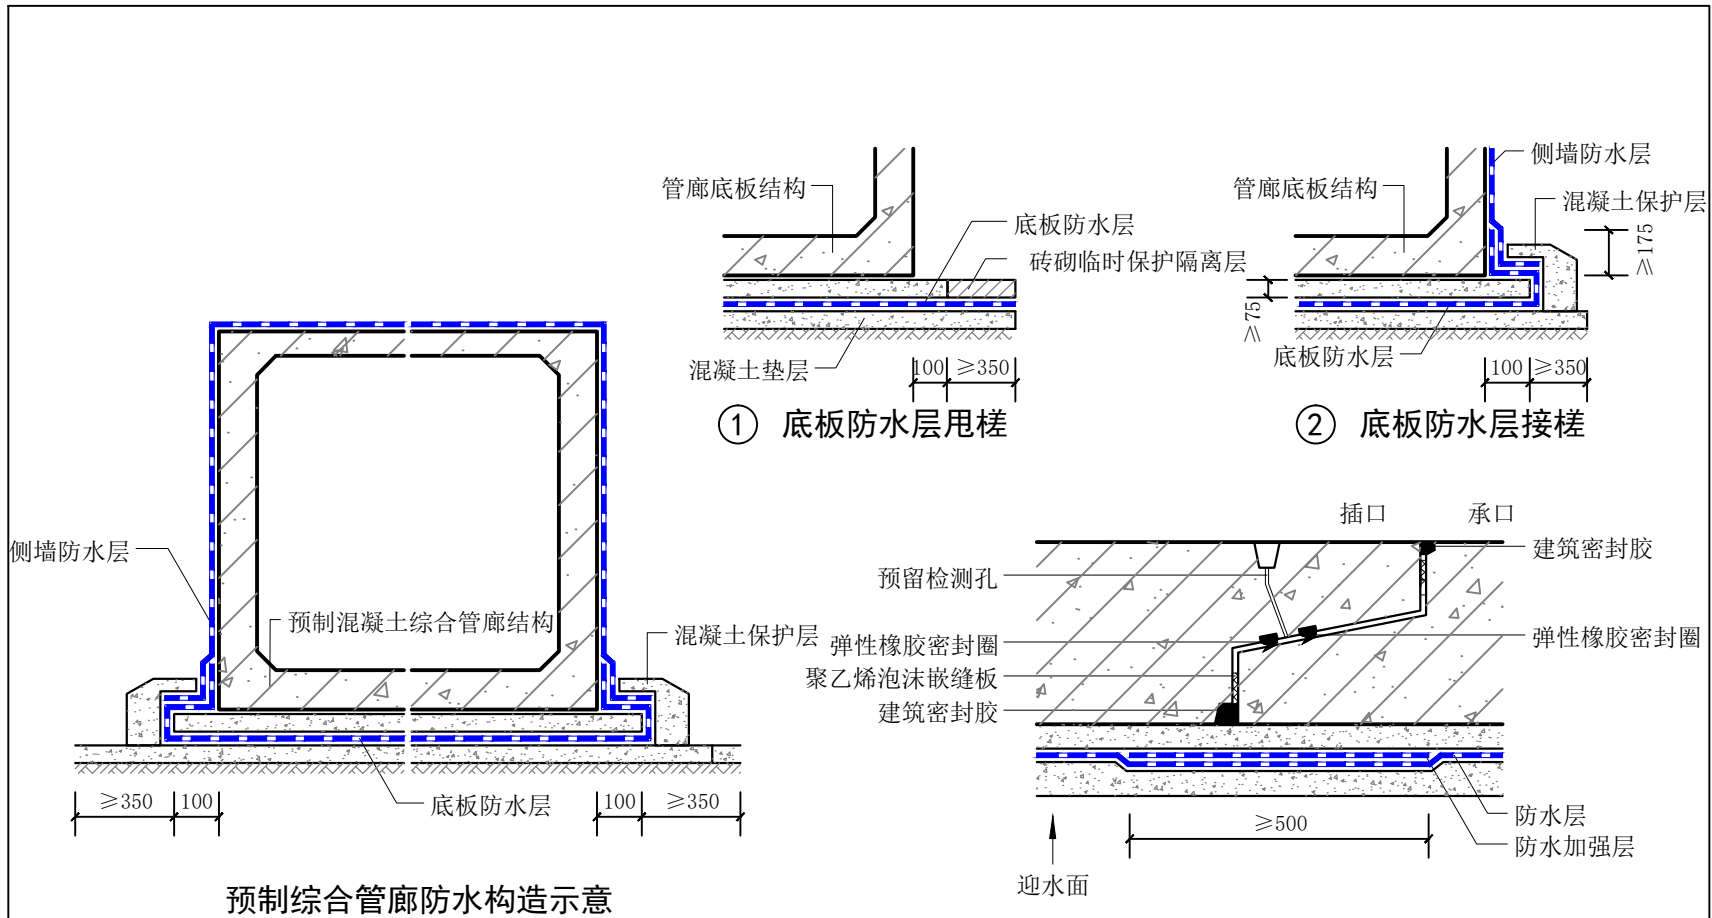 管廊底板结构
底板防水层
砖砌临时保护隔离层
混凝土垫层
100
≥350
① 底板防水层甩槎
侧墙防水层
管廊底板结构
混凝土保护层
≥175
≥75
底板防水层
100
≥350
② 底板防水层接槎
侧墙防水层
预制混凝土综合管廊结构
混凝土保护层
≥350
100
底板防水层
100
≥350
预制综合管廊防水构造示意
插口
承口
建筑密封胶
预留检测孔
弹性橡胶密封圈
弹性橡胶密封圈
聚乙烯泡沫嵌缝板
建筑密封胶
≥500
防水层
防水加强层
迎水面